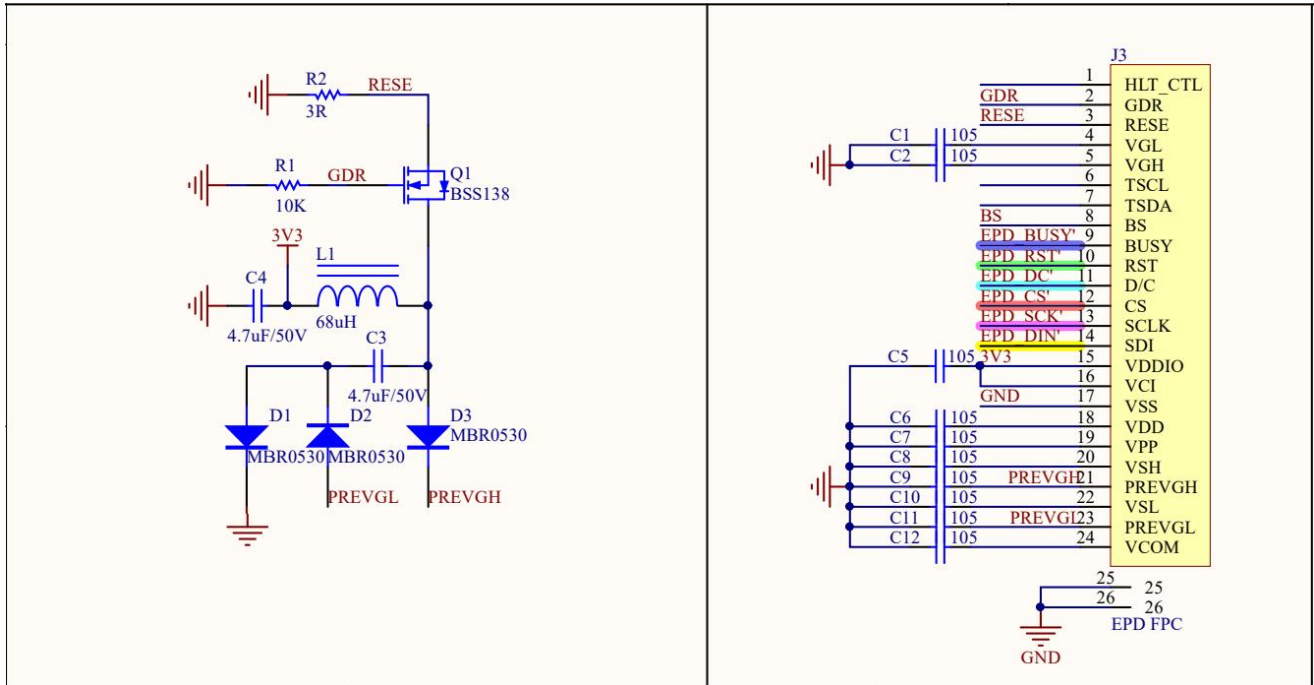 R2
RESE
3R
R1
GDR
10K
Q1
BSS138
3V3
L1
C4
68uH
4.7uF/50V
C3
4.7uF/50V
D1
D2
D3
MBR0530
MBR0530
MBR0530
PREVGL
PREVGH
J3
1 HLT_CTL
GDR 2 GDR
RESE 3 RESE
C1 105 4 VGL
C2 105 5 VGH
6 TSCL
7 TSDA
BS 8 BS
EPD_BUSY' 9 BUSY
EPD_RST' 10 RST
EPD_DC' 11 D/C
EPD_CS' 12 CS
EPD_SCK' 13 SCLK
EPD_DIN' 14 SDI
C5 105 3V3 15 VDDIO
16 VCI
GND 17 VSS
C6 105 18 VDD
C7 105 19 VPP
C8 105 20 VSH
C9 105 PREVGH 21 PREVGH
C10 105 22 VSL
C11 105 PREVGL 23 PREVGL
C12 105 24 VCOM
25 25
26 26
EPD FPC
GND